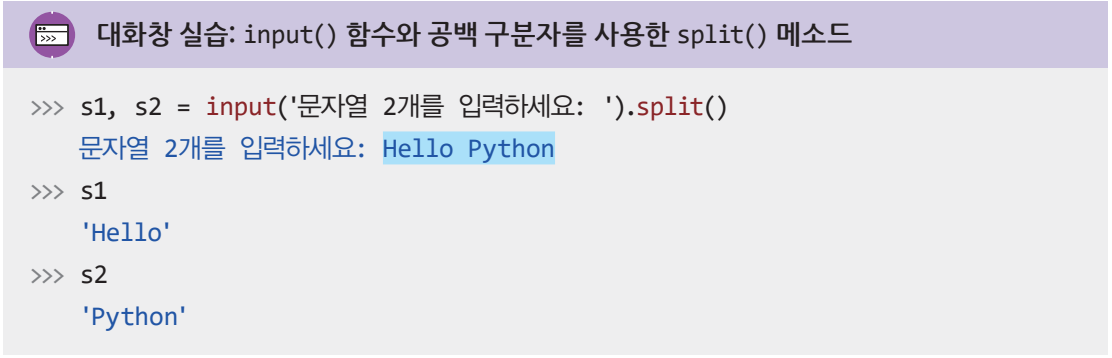 대화창 실습: input() 함수와 공백 구분자를 사용한 split() 메소드
>>> s1, s2 = input('문자열 2개를 입력하세요: ').split()
문자열 2개를 입력하세요: Hello Python
>>> s1
'Hello'
>>> s2
'Python'